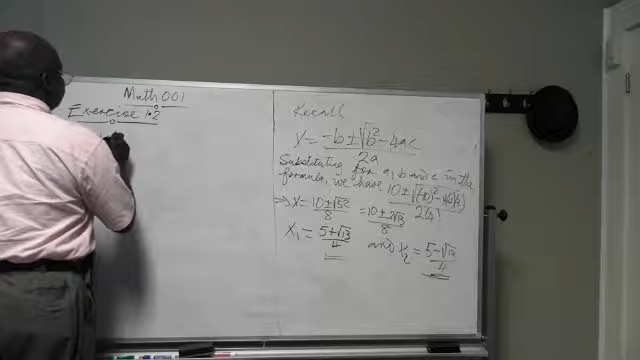 Math 001
Exercise 1.2
Recall
y = -b ± √b² - 4ac
2a
Substituting for a, b and c in the
formula, we have 10 ± √(-10)² - 4(4)(3)
2(4)
⇒ x = 10 ± √52 = 10 ± 2√13
8 8
x₁ = 5 + √13 and x₂ = 5 - √13
4 4